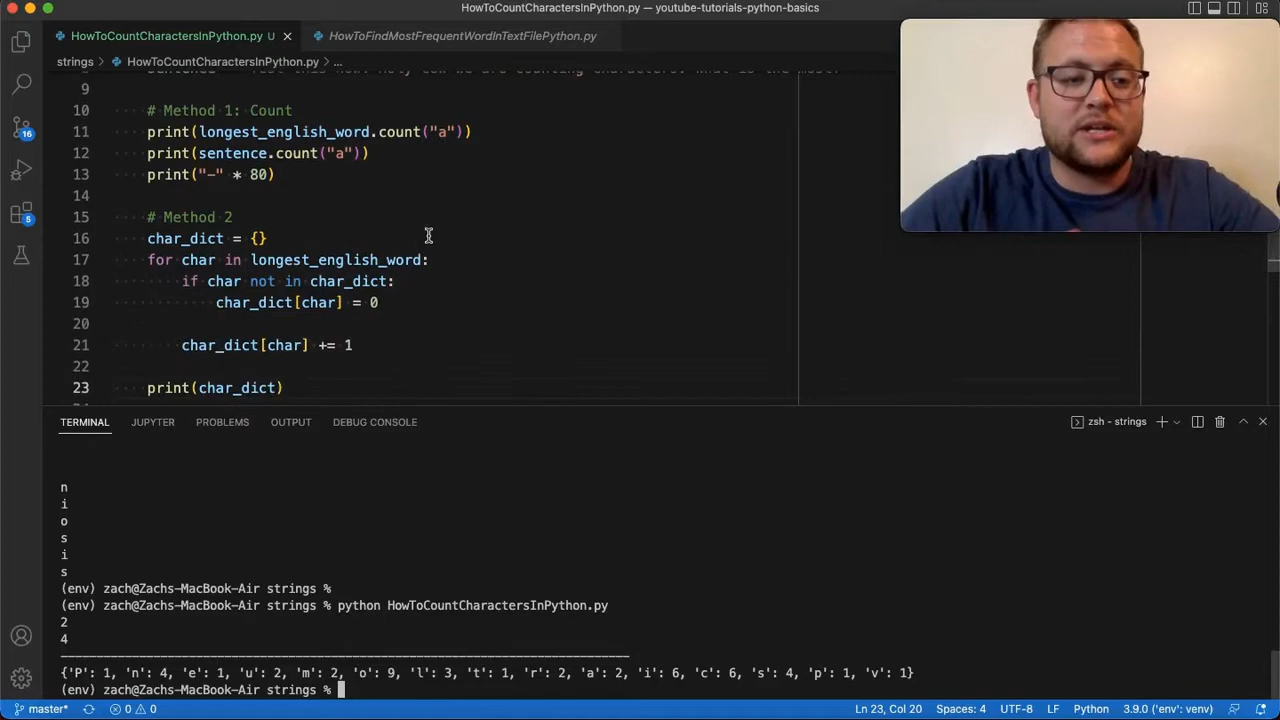 HowToCountCharactersInPython.py — youtube-tutorials-python-basics
HowToCountCharactersInPython.py U
HowToFindMostFrequentWordInTextFilePython.py
strings > HowToCountCharactersInPython.py > ...
9
10 # Method 1: Count
11 print(longest_english_word.count("a"))
12 print(sentence.count("a"))
13 print("-" * 80)
14
15 # Method 2
16 char_dict = {}
17 for char in longest_english_word:
18 if char not in char_dict:
19 char_dict[char] = 0
20
21 char_dict[char] += 1
22
23 print(char_dict)
16
5
TERMINAL JUPYTER PROBLEMS OUTPUT DEBUG CONSOLE
zsh - strings
n
i
o
s
i
s
(env) zach@Zachs-MacBook-Air strings %
(env) zach@Zachs-MacBook-Air strings % python HowToCountCharactersInPython.py
2
4
--------------------------------------------------------------------------------
{'P': 1, 'n': 4, 'e': 1, 'u': 2, 'm': 2, 'o': 9, 'l': 3, 't': 1, 'r': 2, 'a': 2, 'i': 6, 'c': 6, 's': 4, 'p': 1, 'v': 1}
(env) zach@Zachs-MacBook-Air strings %
master* 0 0 Ln 23, Col 20 Spaces: 4 UTF-8 LF Python 3.9.0 ('env': venv)